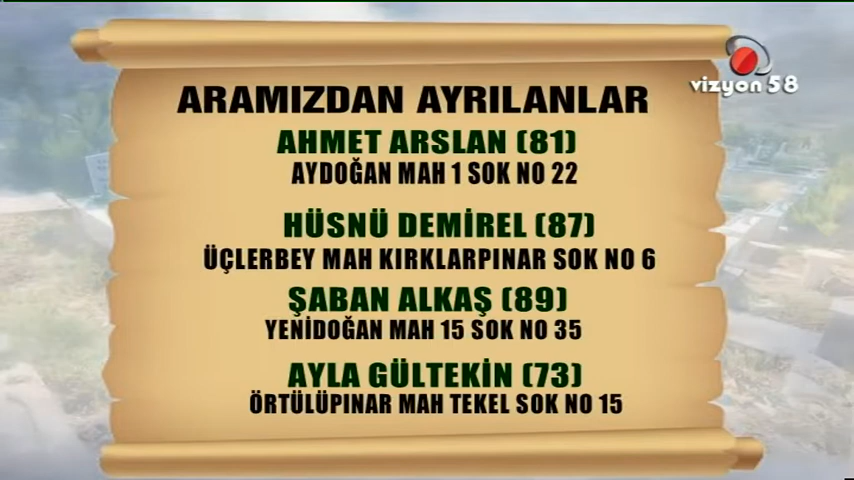 vizyon 58
ARAMIZDAN AYRILANLAR
AHMET ARSLAN (81)
AYDOĞAN MAH 1 SOK NO 22
HÜSNÜ DEMİREL (87)
ÜÇLERBEY MAH KIRKLARPINAR SOK NO 6
ŞABAN ALKAŞ (89)
YENİDOĞAN MAH 15 SOK NO 35
AYLA GÜLTEKİN (73)
ÖRTÜLÜPINAR MAH TEKEL SOK NO 15